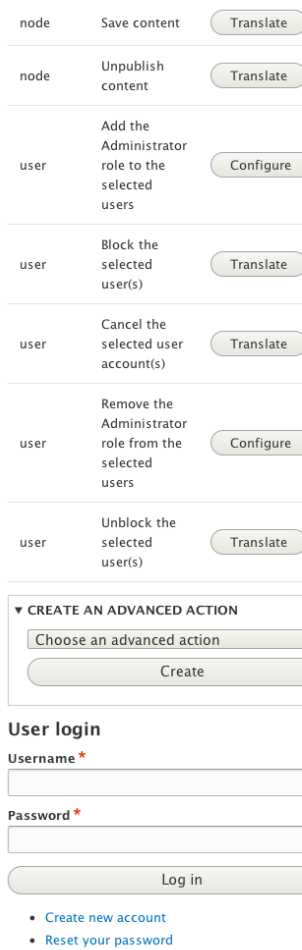 node Save content Translate
node Unpublish content Translate
user Add the Administrator role to the selected users Configure
user Block the selected user(s) Translate
user Cancel the selected user account(s) Translate
user Remove the Administrator role from the selected users Configure
user Unblock the selected user(s) Translate
▼ CREATE AN ADVANCED ACTION
Choose an advanced action
Create
User login
Username *
Password *
Log in
• Create new account
• Reset your password